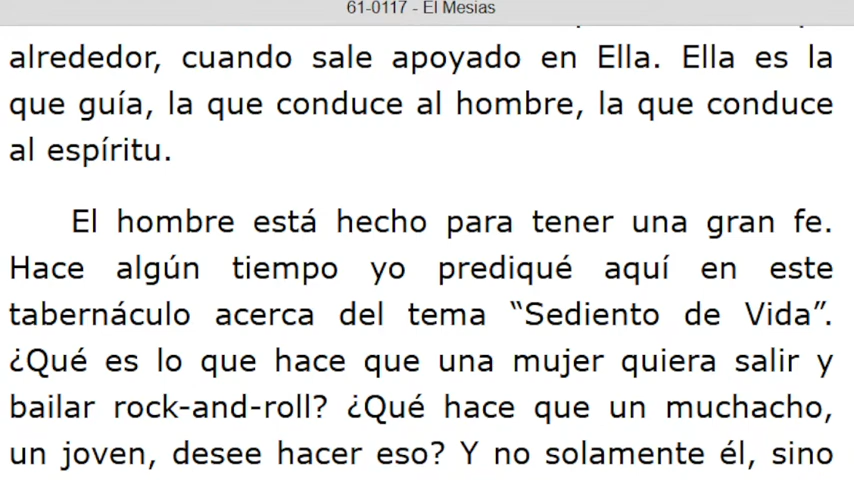 61-0117 - El Mesias
alrededor, cuando sale apoyado en Ella. Ella es la
que guía, la que conduce al hombre, la que conduce
al espíritu.
El hombre está hecho para tener una gran fe.
Hace algún tiempo yo prediqué aquí en este
tabernáculo acerca del tema “Sediento de Vida”.
¿Qué es lo que hace que una mujer quiera salir y
bailar rock-and-roll? ¿Qué hace que un muchacho,
un joven, desee hacer eso? Y no solamente él, sino